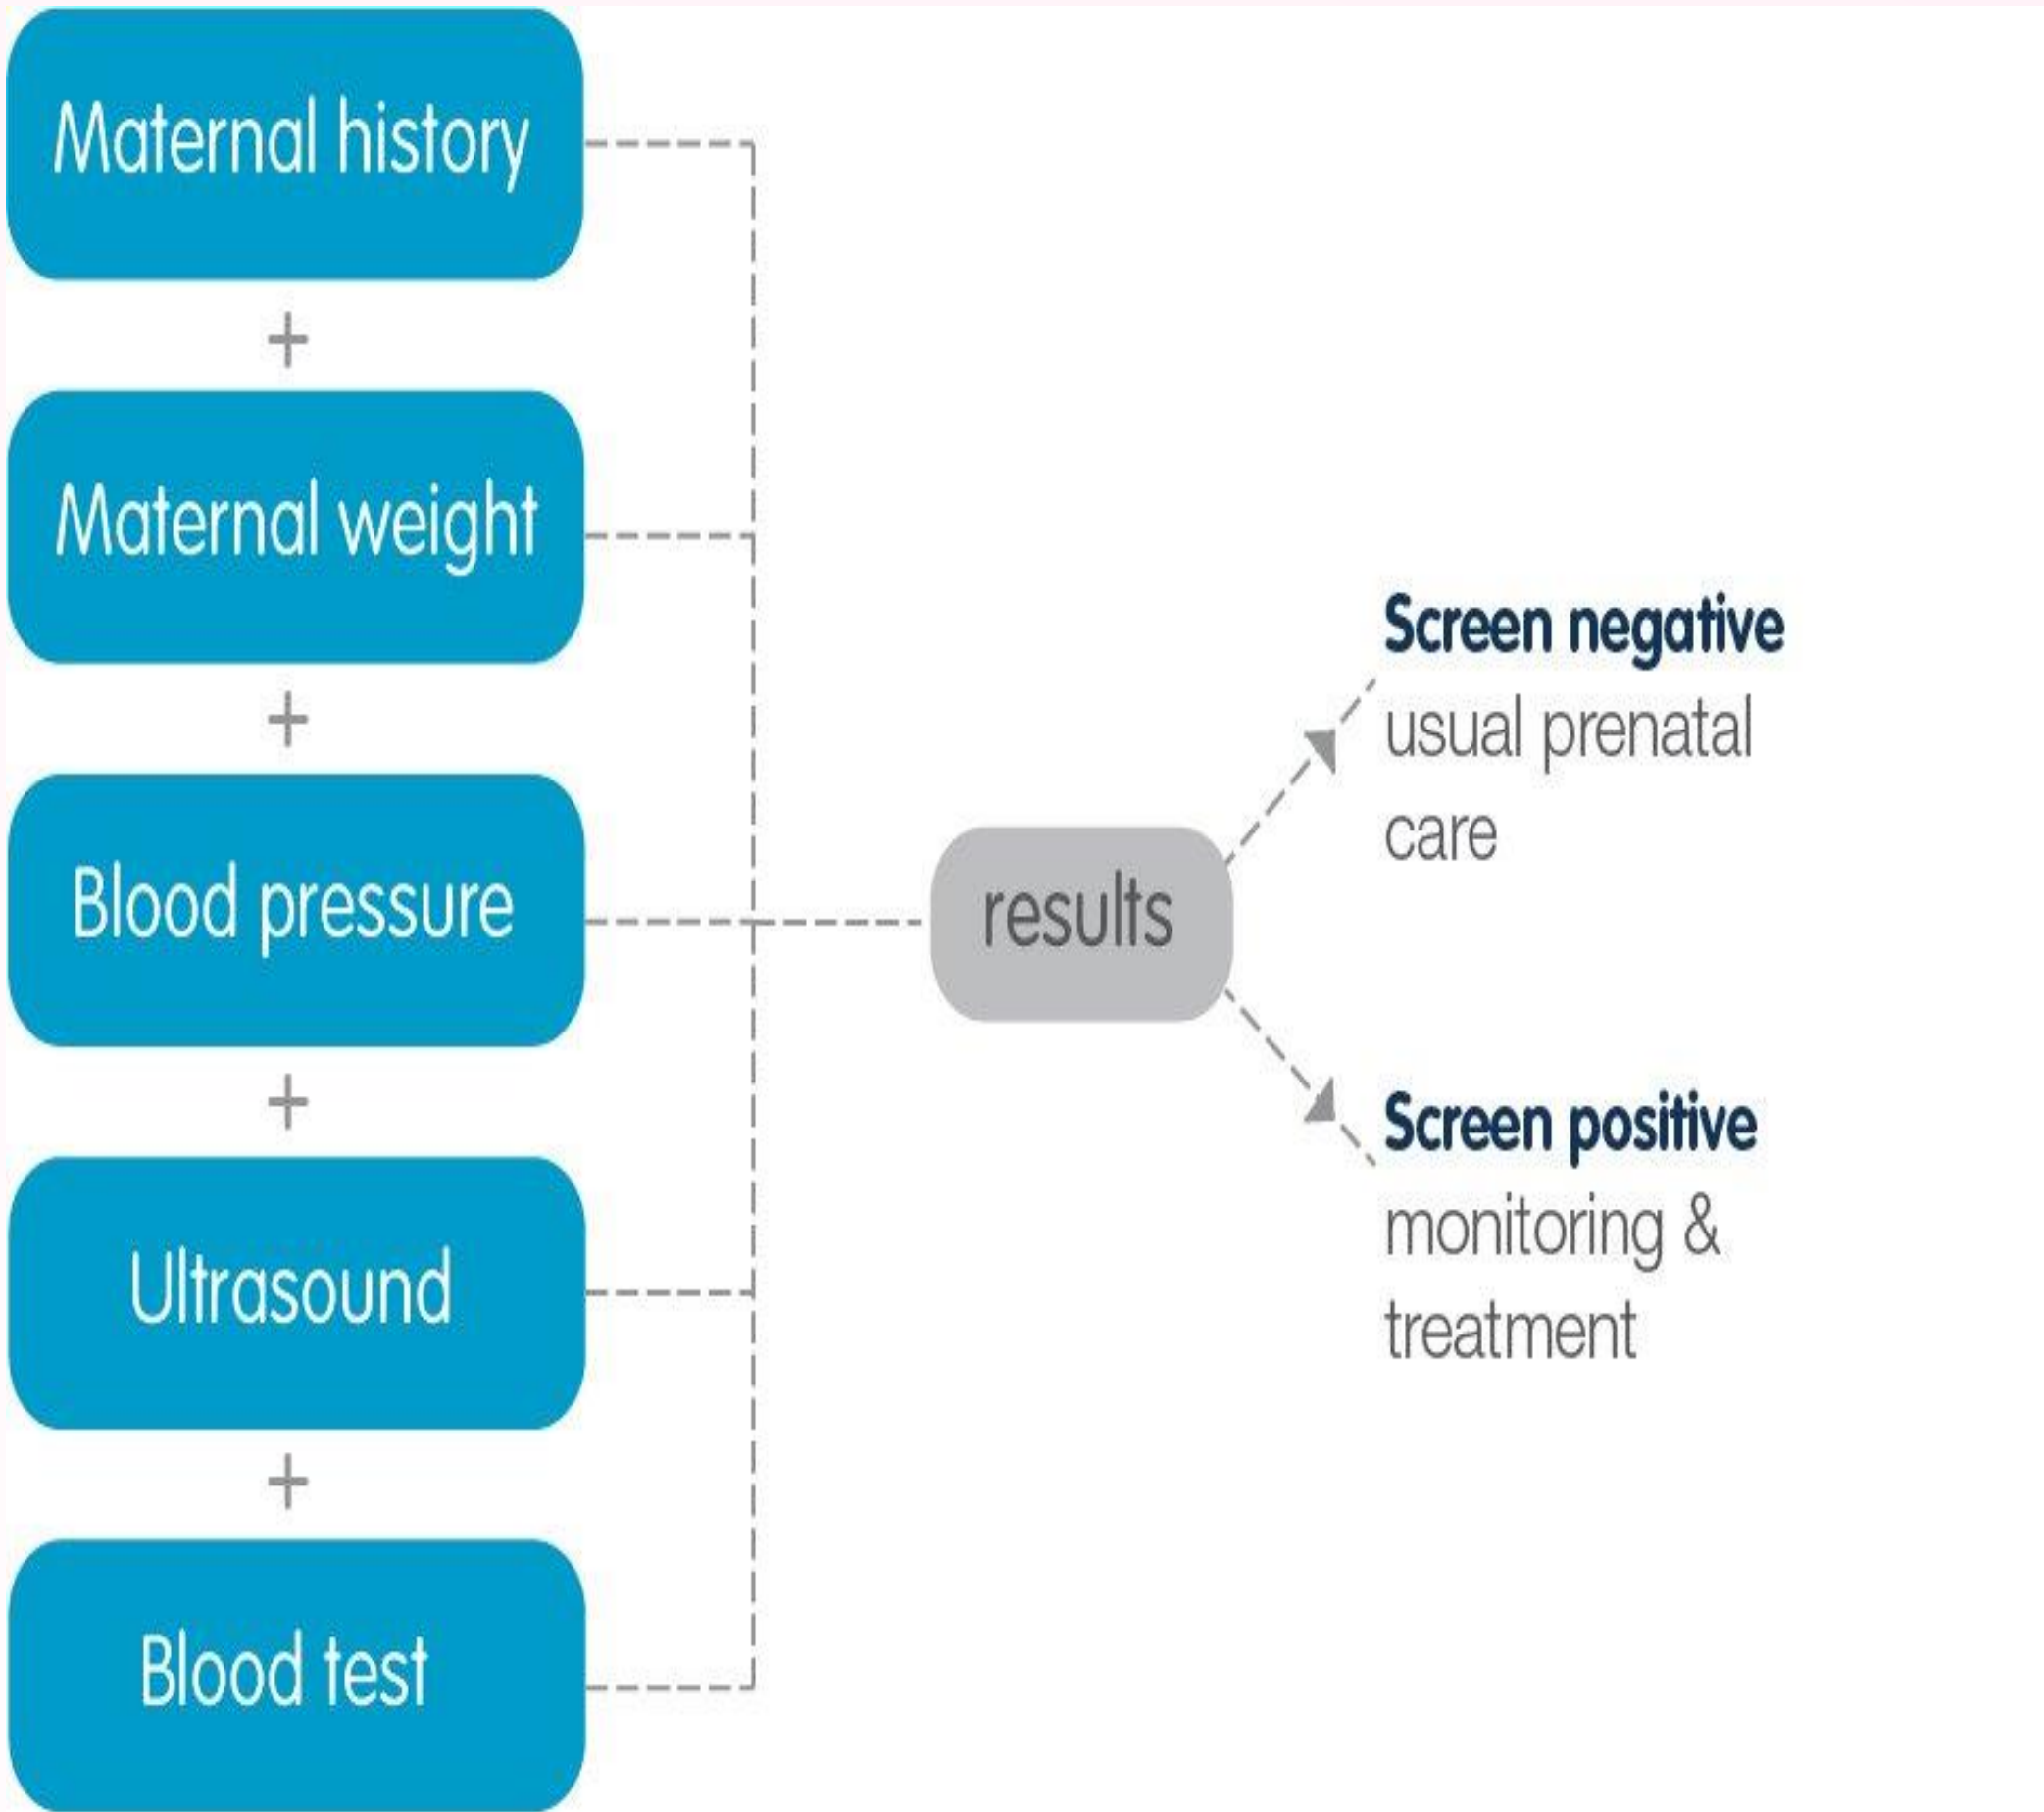 Maternal history
+
Maternal weight
+
Blood pressure
+
Ultrasound
+
Blood test
results
Screen negative
usual prenatal
care
Screen positive
monitoring &
treatment